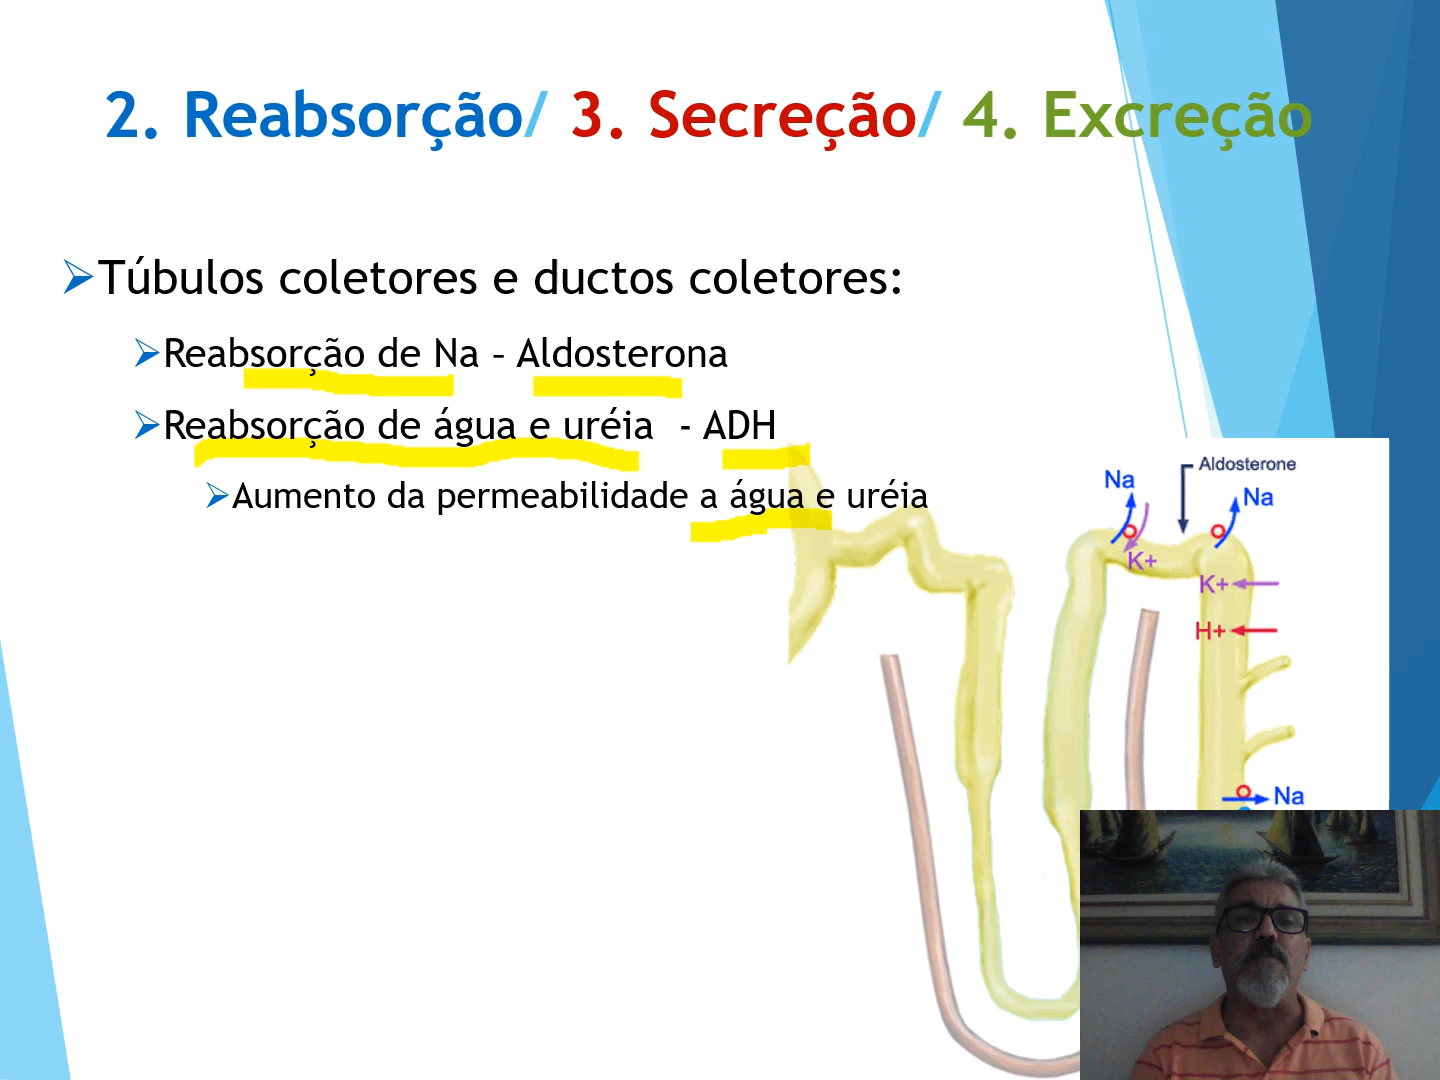 2. Reabsorção/ 3. Secreção/ 4. Excreção
Túbulos coletores e ductos coletores:
Reabsorção de Na – Aldosterona
Reabsorção de água e uréia - ADH
Aumento da permeabilidade a água e uréia
Aldosterone
Na
Na
K+
K+
H+
Na